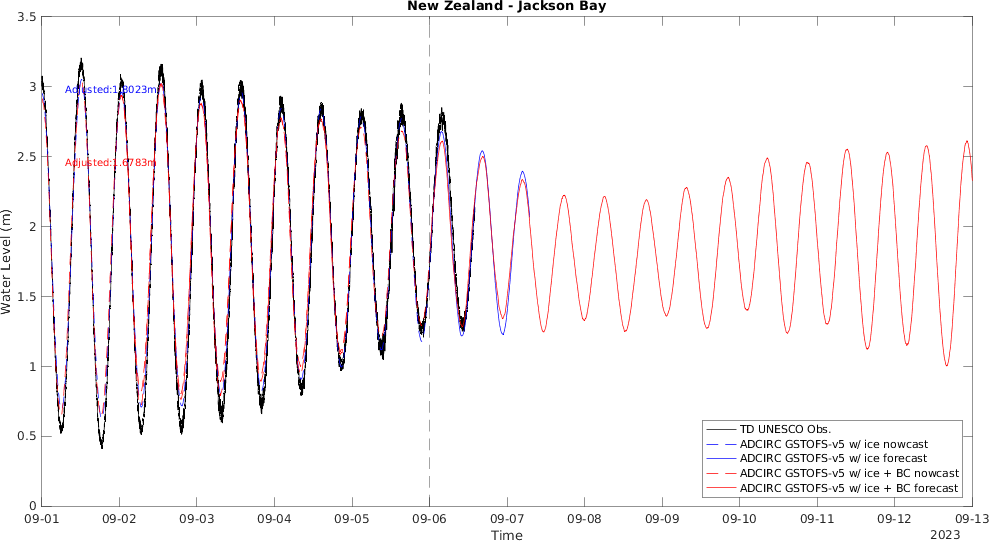 New Zealand - Jackson Bay
3.5
3
2.5
2
1.5
1
0.5
0
Water Level (m)
Adjusted:1.8023m
Adjusted:1.6783m
TD UNESCO Obs.
ADCIRC GSTOFS-v5 w/ ice nowcast
ADCIRC GSTOFS-v5 w/ ice forecast
ADCIRC GSTOFS-v5 w/ ice + BC nowcast
ADCIRC GSTOFS-v5 w/ ice + BC forecast
09-01 09-02 09-03 09-04 09-05 09-06 09-07 09-08 09-09 09-10 09-11 09-12 09-13
Time
2023